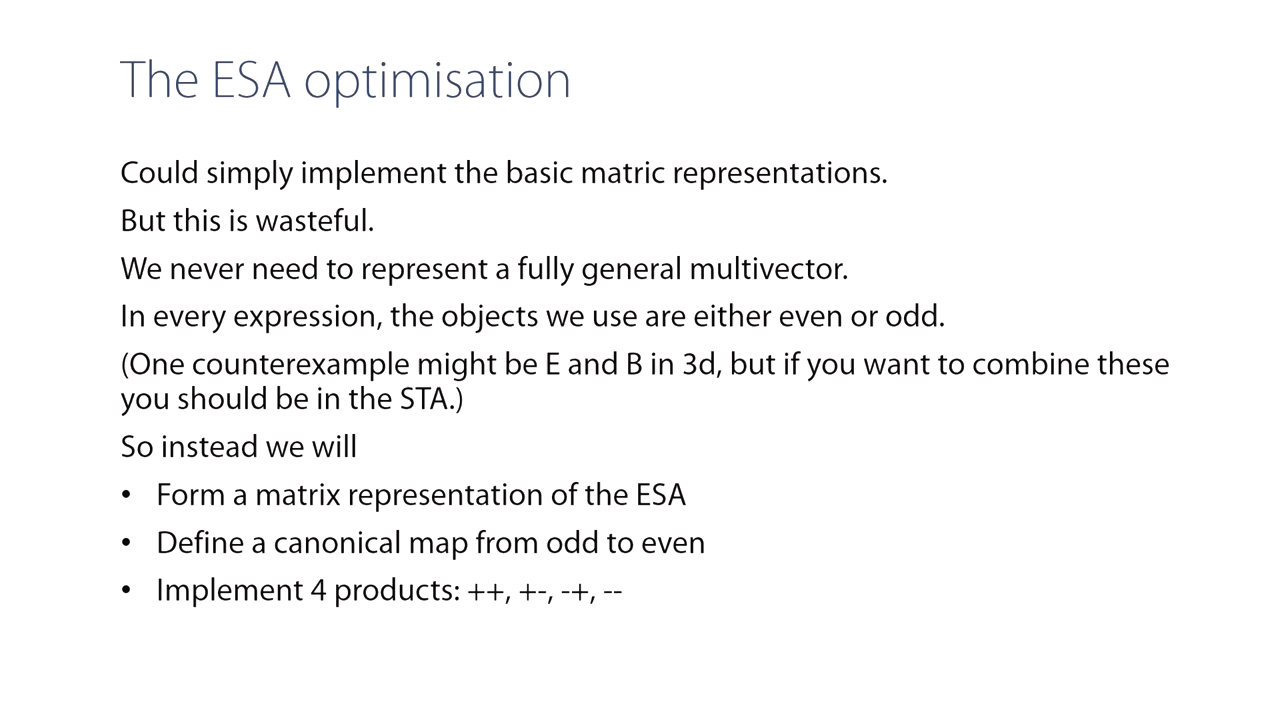 The ESA optimisation
Could simply implement the basic matric representations.
But this is wasteful.
We never need to represent a fully general multivector.
In every expression, the objects we use are either even or odd.
(One counterexample might be E and B in 3d, but if you want to combine these
you should be in the STA.)
So instead we will
• Form a matrix representation of the ESA
• Define a canonical map from odd to even
• Implement 4 products: ++, +-, -+, --